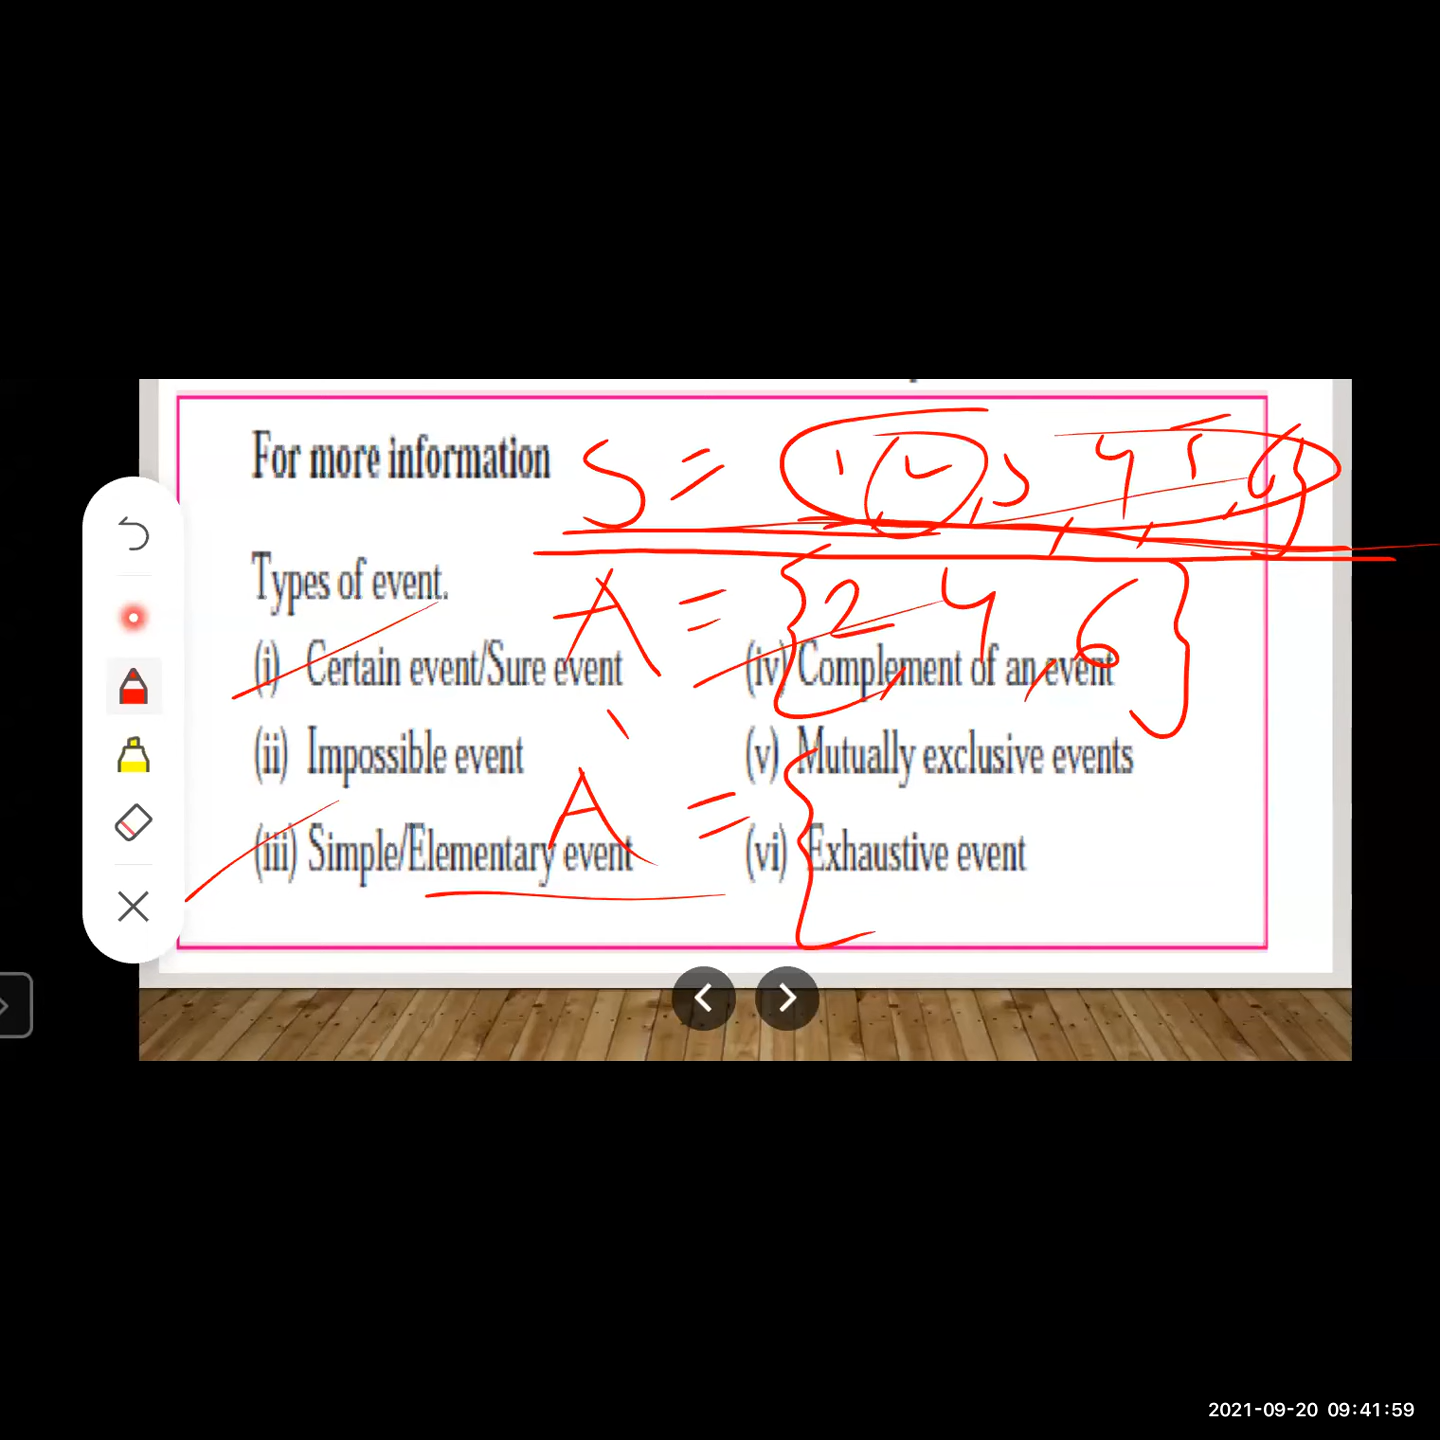 For more information
S = 1, 2, 3, 4, 5, 6}
Types of event.
A = {2, 4, 6}
(i) Certain event/Sure event
(iv) Complement of an event
(ii) Impossible event
(v) Mutually exclusive events
A' = {
(iii) Simple/Elementary event
(vi) Exhaustive event
2021-09-20 09:41:59